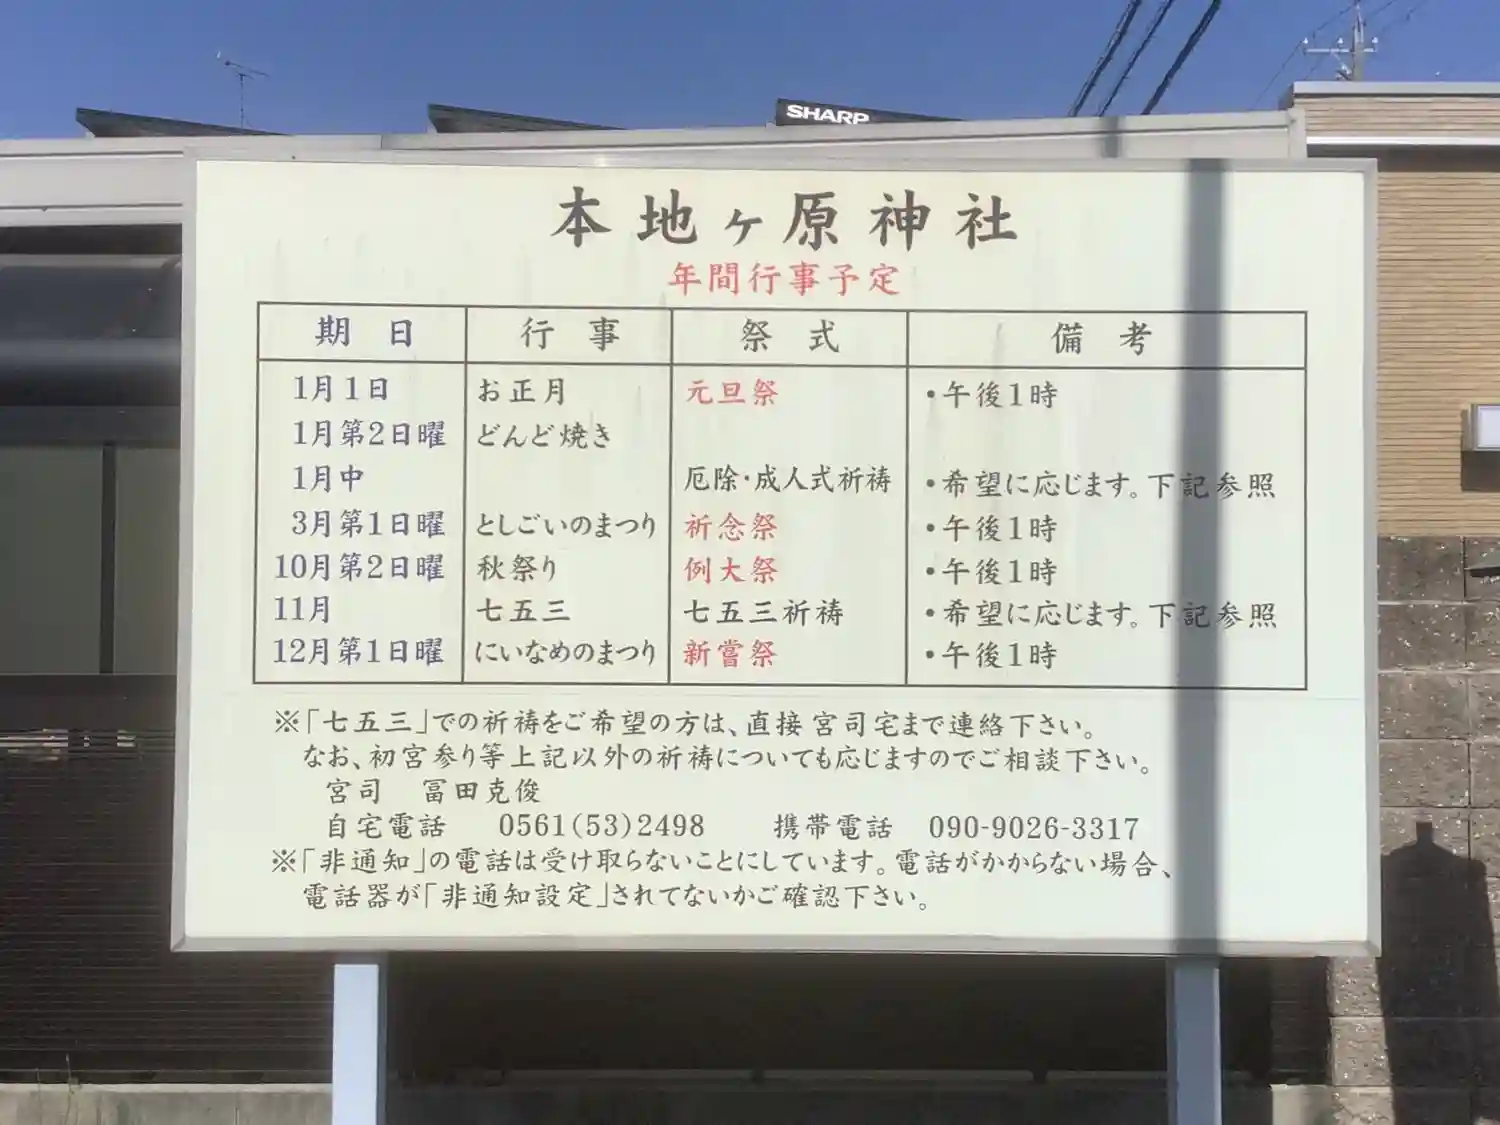 SHARP
本地ヶ原神社
年間行事予定
期日 行事 祭式 備考
1月1日 お正月 元旦祭 ・午後1時
1月第2日曜 どんど焼き
1月中 厄除・成人式祈祷 ・希望に応じます。下記参照
3月第1日曜 としごいのまつり 祈念祭 ・午後1時
10月第2日曜 秋祭り 例大祭 ・午後1時
11月 七五三 七五三祈祷 ・希望に応じます。下記参照
12月第1日曜 にいなめのまつり 新嘗祭 ・午後1時
※「七五三」での祈祷をご希望の方は、直接宮司宅まで連絡下さい。
なお、初宮参り等上記以外の祈祷についても応じますのでご相談下さい。
宮司 冨田克俊
自宅電話 0561(53)2498 携帯電話 090-9026-3317
※「非通知」の電話は受け取らないことにしています。電話がかからない場合、
電話器が「非通知設定」されてないかご確認下さい。